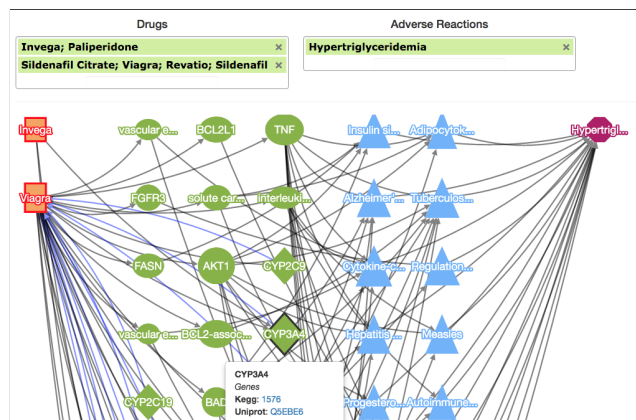 Drugs
Adverse Reactions
Invega; Paliperidone ×
Hypertriglyceridemia ×
Sildenafil Citrate; Viagra; Revatio; Sildenafil ×
Invega
vascular e...
BCL2L1
TNF
Insulin si...
Adipocytok...
Hypertrigl...
Viagra
FGFR3
solute car...
interleuki...
Alzheimer'...
Tuberculos...
FASN
AKT1
CYP2C9
Cytokine-c...
Regulation...
vascular e...
BCL2-assoc...
CYP3A4
Hepatitis ...
Measles
CYP3A4
Genes
Kegg: 1576
Uniprot: Q5EBE6
CYP2C19
BAD
Progestero...
Autoimmune...